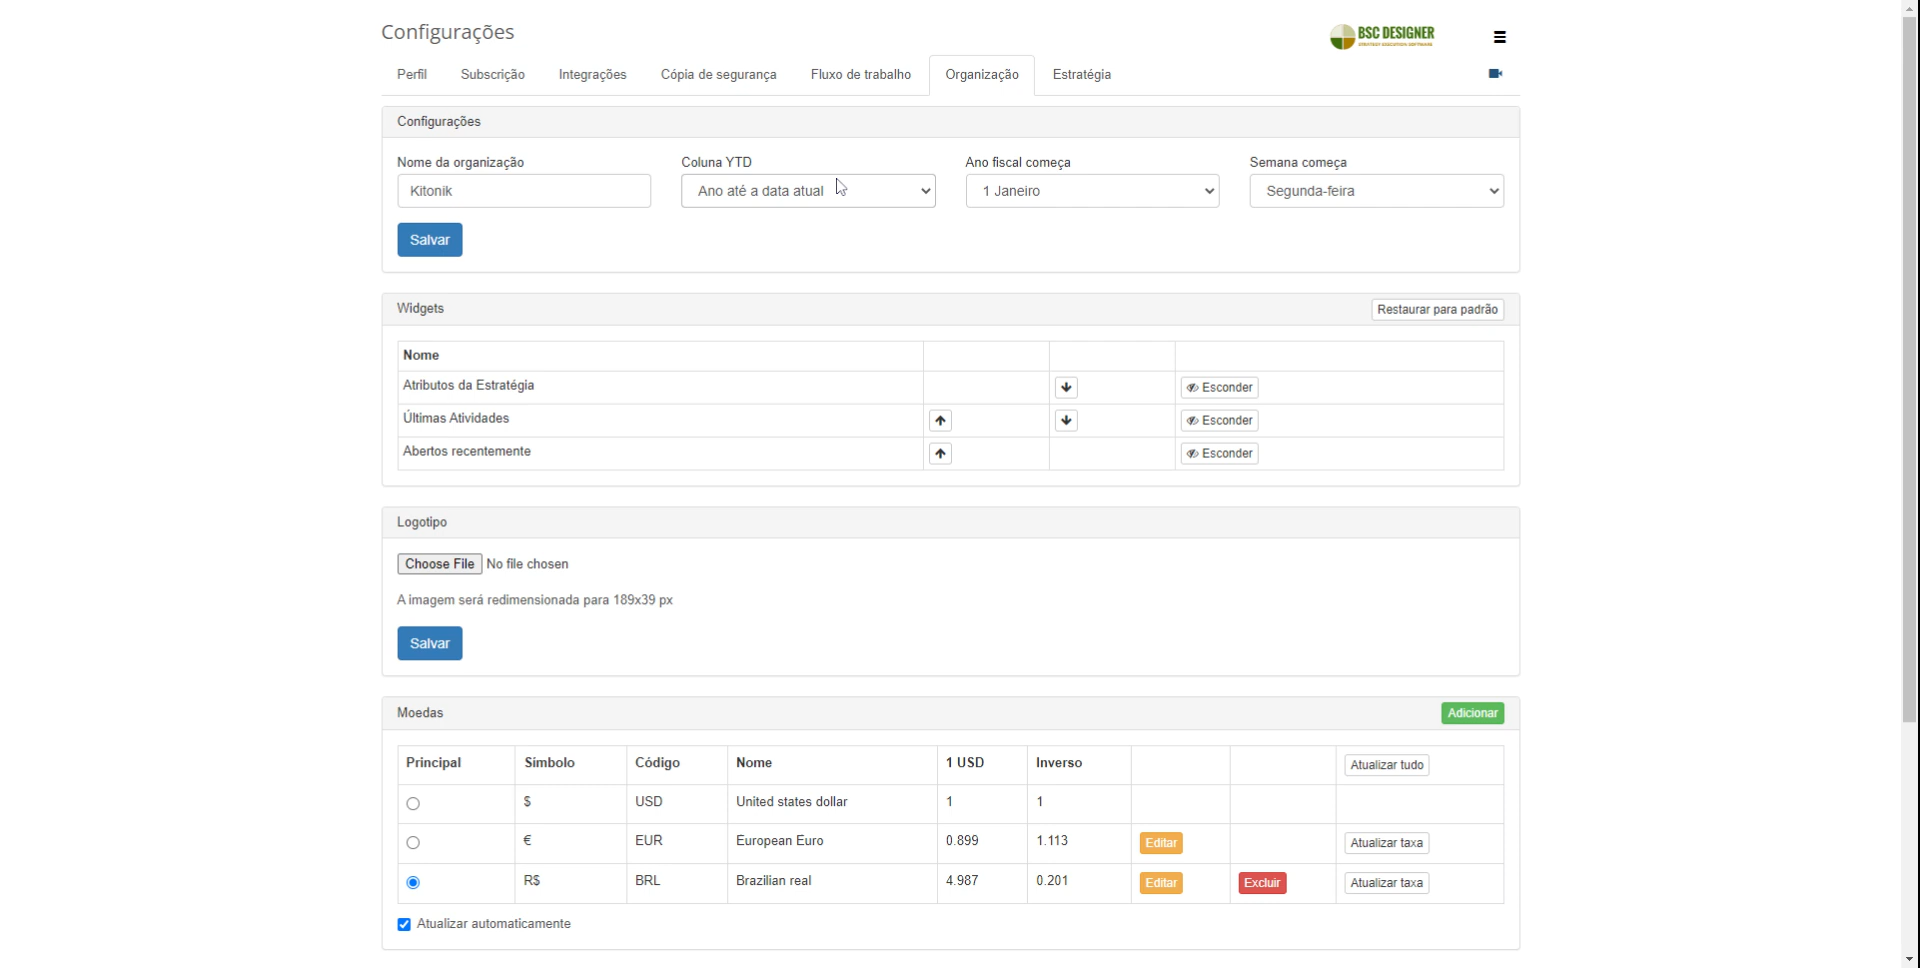 Configurações
BSC DESIGNER
STRATEGY EXECUTION SOFTWARE
Perfil
Subscrição
Integrações
Cópia de segurança
Fluxo de trabalho
Organização
Estratégia
Configurações
Nome da organização
Coluna YTD
Ano fiscal começa
Semana começa
Kitonik
Ano até a data atual
1 Janeiro
Segunda-feira
Salvar
Widgets
Restaurar para padrão
Nome
Atributos da Estratégia
Esconder
Últimas Atividades
Esconder
Abertos recentemente
Esconder
Logotipo
Choose File No file chosen
A imagem será redimensionada para 189x39 px
Salvar
Moedas
Adicionar
Principal Símbolo Código Nome 1 USD Inverso Atualizar tudo
$ USD United states dollar 1 1
€ EUR European Euro 0.899 1.113 Editar Atualizar taxa
R$ BRL Brazilian real 4.987 0.201 Editar Excluir Atualizar taxa
Atualizar automaticamente